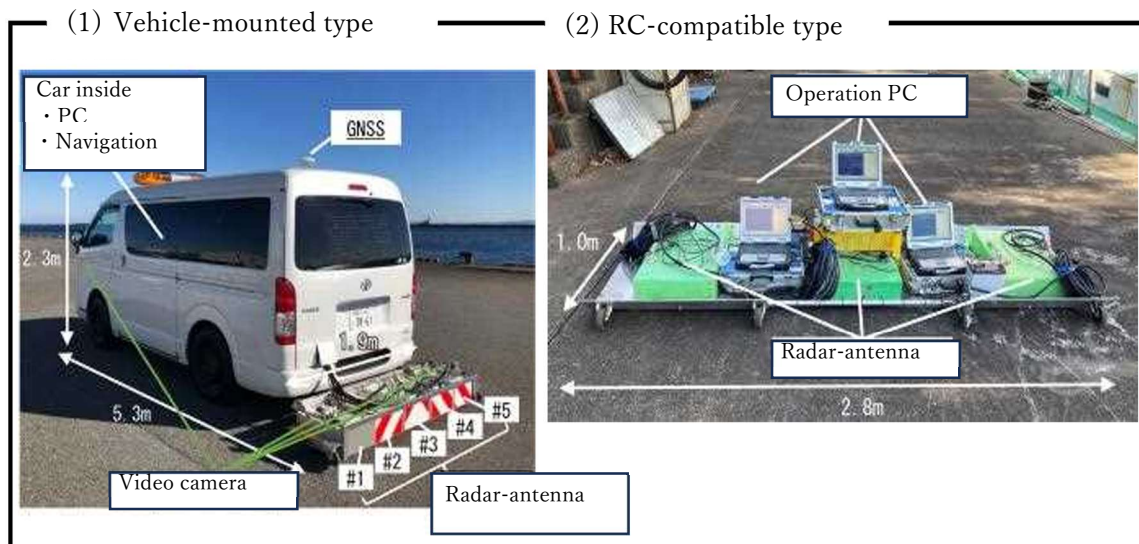 (1) Vehicle-mounted type
(2) RC-compatible type
Car inside
・PC
・Navigation
GNSS
2.3m
1.9m
5.3m
#1
#2
#3
#4
#5
Video camera
Radar-antenna
Operation PC
1.0m
Radar-antenna
2.8m